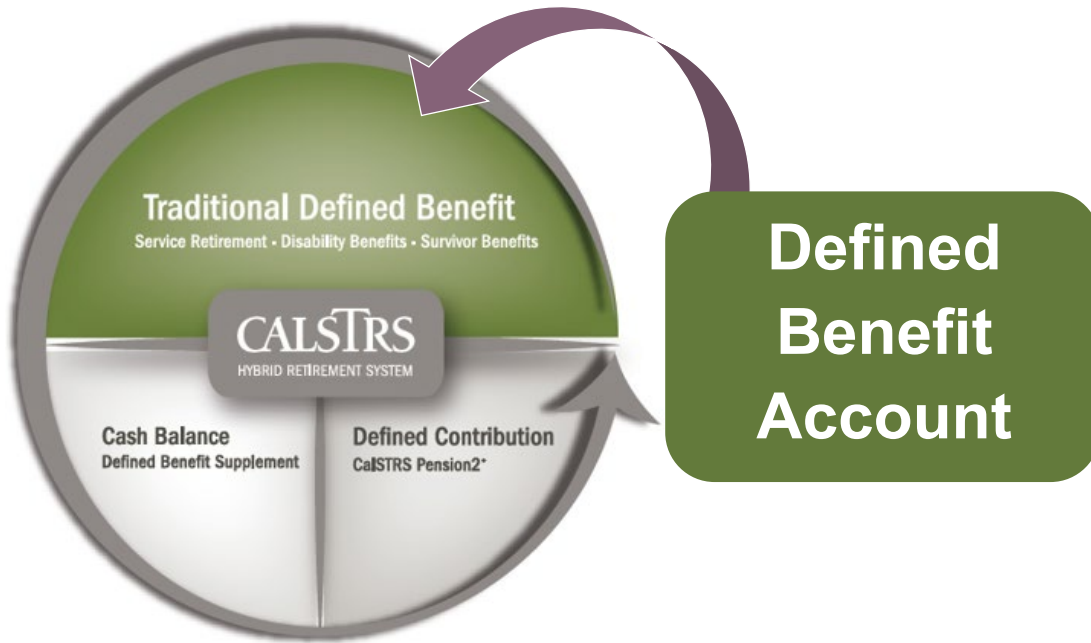 Traditional Defined Benefit
Service Retirement • Disability Benefits • Survivor Benefits
CALSTRS
HYBRID RETIREMENT SYSTEM
Cash Balance
Defined Benefit Supplement
Defined Contribution
CalSTRS Pension2*
Defined
Benefit
Account